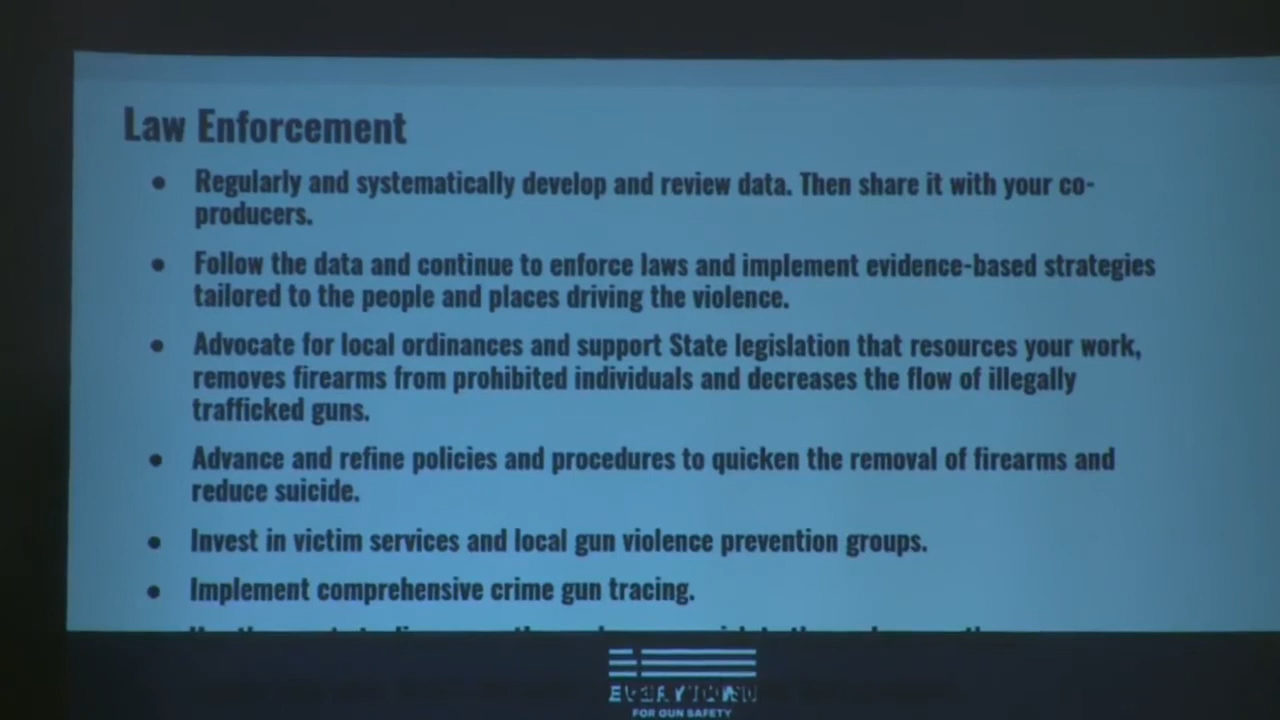 Law Enforcement
● Regularly and systematically develop and review data. Then share it with your co-
producers.
● Follow the data and continue to enforce laws and implement evidence-based strategies
tailored to the people and places driving the violence.
● Advocate for local ordinances and support State legislation that resources your work,
removes firearms from prohibited individuals and decreases the flow of illegally
trafficked guns.
● Advance and refine policies and procedures to quicken the removal of firearms and
reduce suicide.
● Invest in victim services and local gun violence prevention groups.
● Implement comprehensive crime gun tracing.
EVERYTOWN
FOR GUN SAFETY